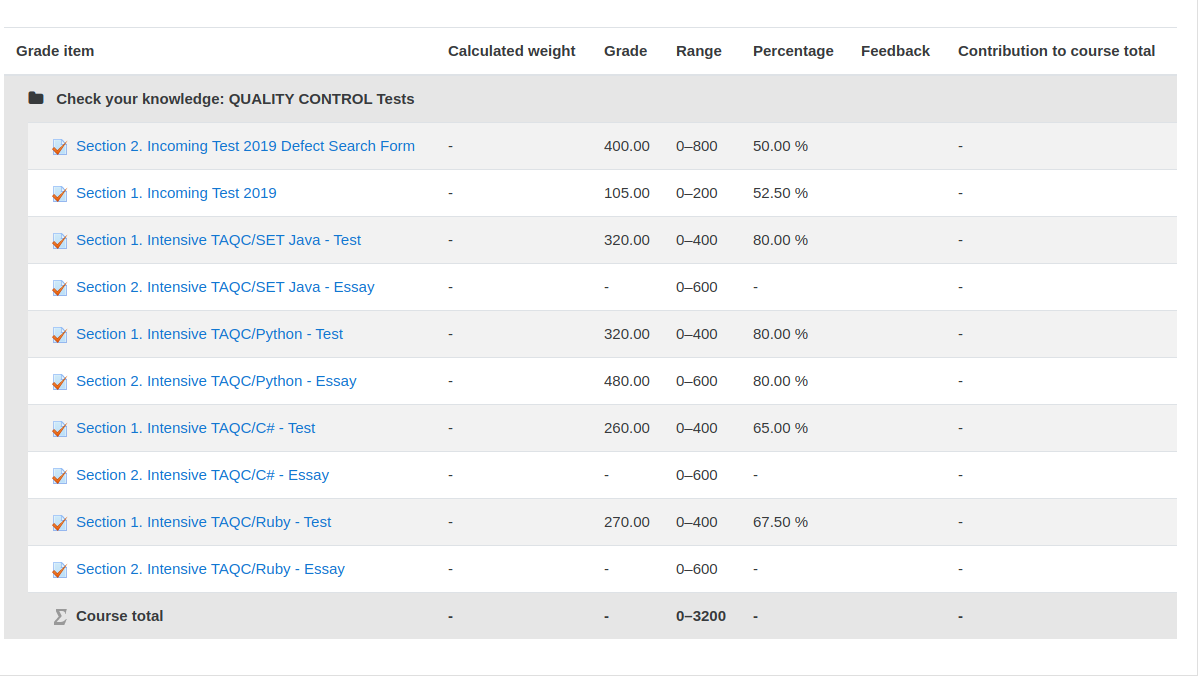 Grade item Calculated weight Grade Range Percentage Feedback Contribution to course total
Check your knowledge: QUALITY CONTROL Tests
Section 2. Incoming Test 2019 Defect Search Form - 400.00 0–800 50.00 % -
Section 1. Incoming Test 2019 - 105.00 0–200 52.50 % -
Section 1. Intensive TAQC/SET Java - Test - 320.00 0–400 80.00 % -
Section 2. Intensive TAQC/SET Java - Essay - - 0–600 - -
Section 1. Intensive TAQC/Python - Test - 320.00 0–400 80.00 % -
Section 2. Intensive TAQC/Python - Essay - 480.00 0–600 80.00 % -
Section 1. Intensive TAQC/C# - Test - 260.00 0–400 65.00 % -
Section 2. Intensive TAQC/C# - Essay - - 0–600 - -
Section 1. Intensive TAQC/Ruby - Test - 270.00 0–400 67.50 % -
Section 2. Intensive TAQC/Ruby - Essay - - 0–600 - -
Course total - - 0–3200 - -